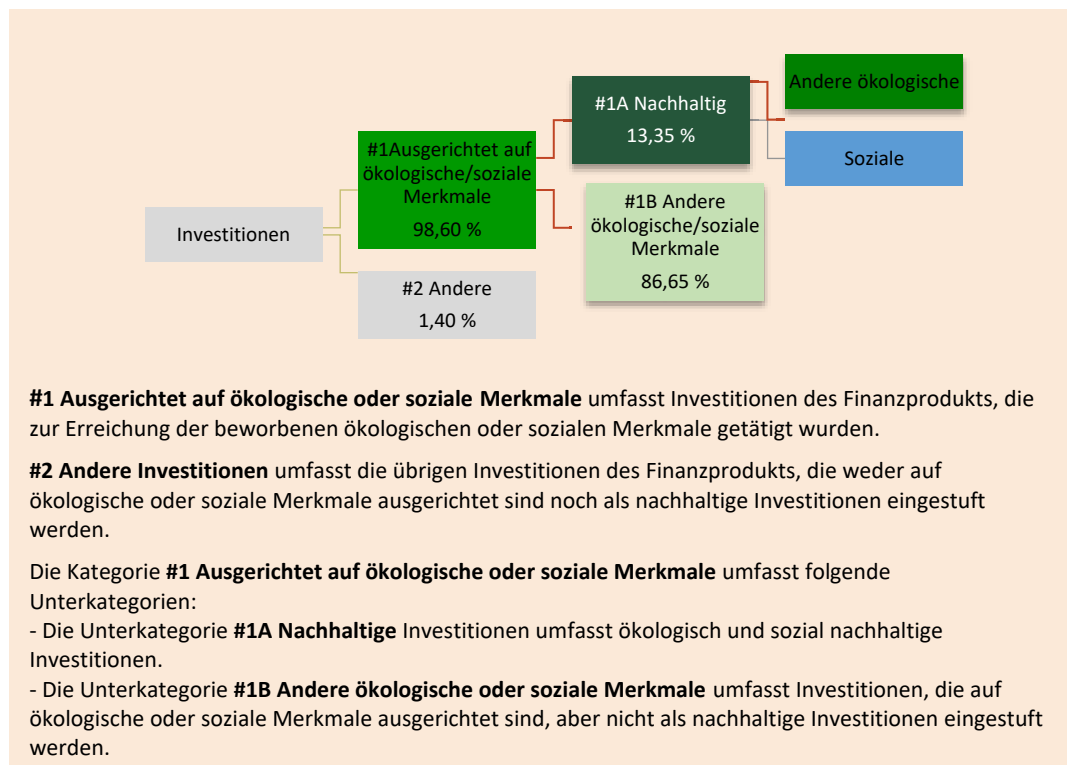 Investitionen
#1Ausgerichtet auf
ökologische/soziale
Merkmale
98,60 %
#2 Andere
1,40 %
#1A Nachhaltig
13,35 %
#1B Andere
ökologische/soziale
Merkmale
86,65 %
Andere ökologische
Soziale
#1 Ausgerichtet auf ökologische oder soziale Merkmale umfasst Investitionen des Finanzprodukts, die
zur Erreichung der beworbenen ökologischen oder sozialen Merkmale getätigt wurden.
#2 Andere Investitionen umfasst die übrigen Investitionen des Finanzprodukts, die weder auf
ökologische oder soziale Merkmale ausgerichtet sind noch als nachhaltige Investitionen eingestuft
werden.
Die Kategorie #1 Ausgerichtet auf ökologische oder soziale Merkmale umfasst folgende
Unterkategorien:
- Die Unterkategorie #1A Nachhaltige Investitionen umfasst ökologisch und sozial nachhaltige
Investitionen.
- Die Unterkategorie #1B Andere ökologische oder soziale Merkmale umfasst Investitionen, die auf
ökologische oder soziale Merkmale ausgerichtet sind, aber nicht als nachhaltige Investitionen eingestuft
werden.